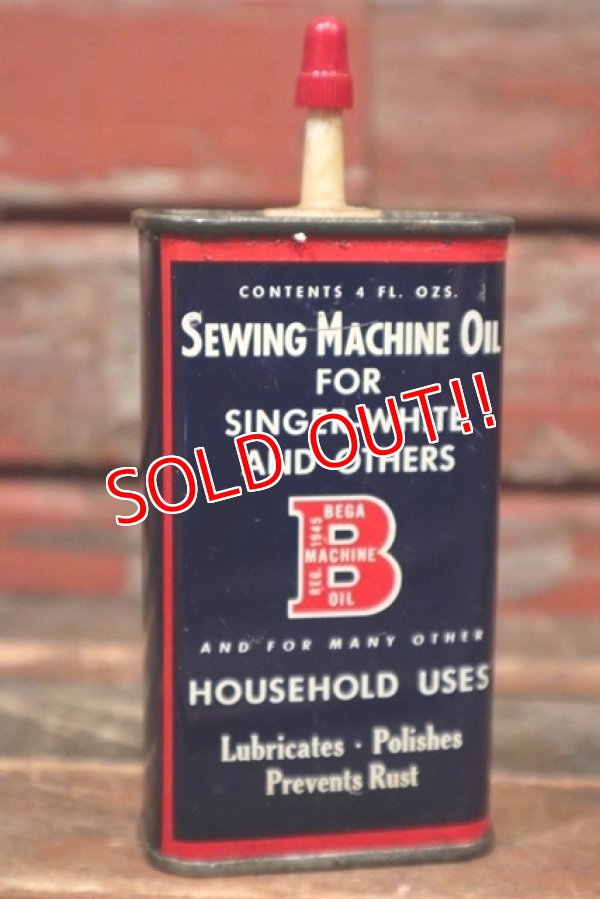 CONTENTS 4 FL. OZS.
SEWING MACHINE OIL
FOR
SINGER-WHITE
AND OTHERS
SOLD OUT!!
BEGA
MACHINE
OIL
REG. 1945
AND FOR MANY OTHER
HOUSEHOLD USES
Lubricates · Polishes
Prevents Rust